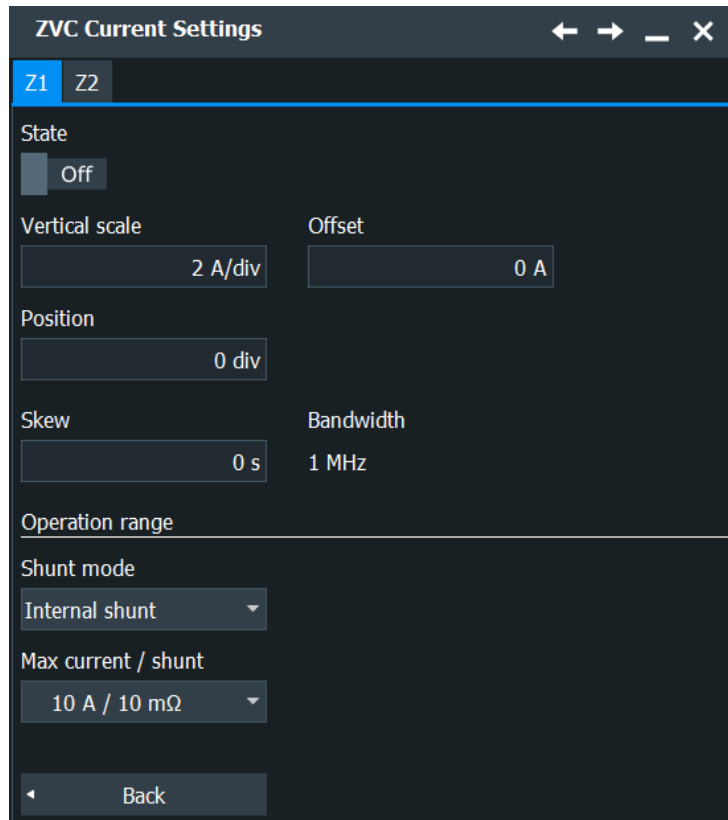 ZVC Current Settings
Z1 Z2
State
Off
Vertical scale Offset
2 A/div 0 A
Position
0 div
Skew Bandwidth
0 s 1 MHz
Operation range
Shunt mode
Internal shunt
Max current / shunt
10 A / 10 mΩ
Back